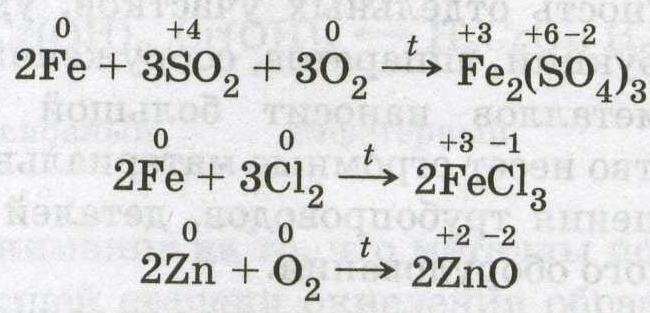 0 +4 0 +3 +6 -2
2Fe + 3SO₂ + 3O₂ —t→ Fe₂(SO₄)₃
0 0 +3 -1
2Fe + 3Cl₂ —t→ 2FeCl₃
0 0 +2 -2
2Zn + O₂ —t→ 2ZnO